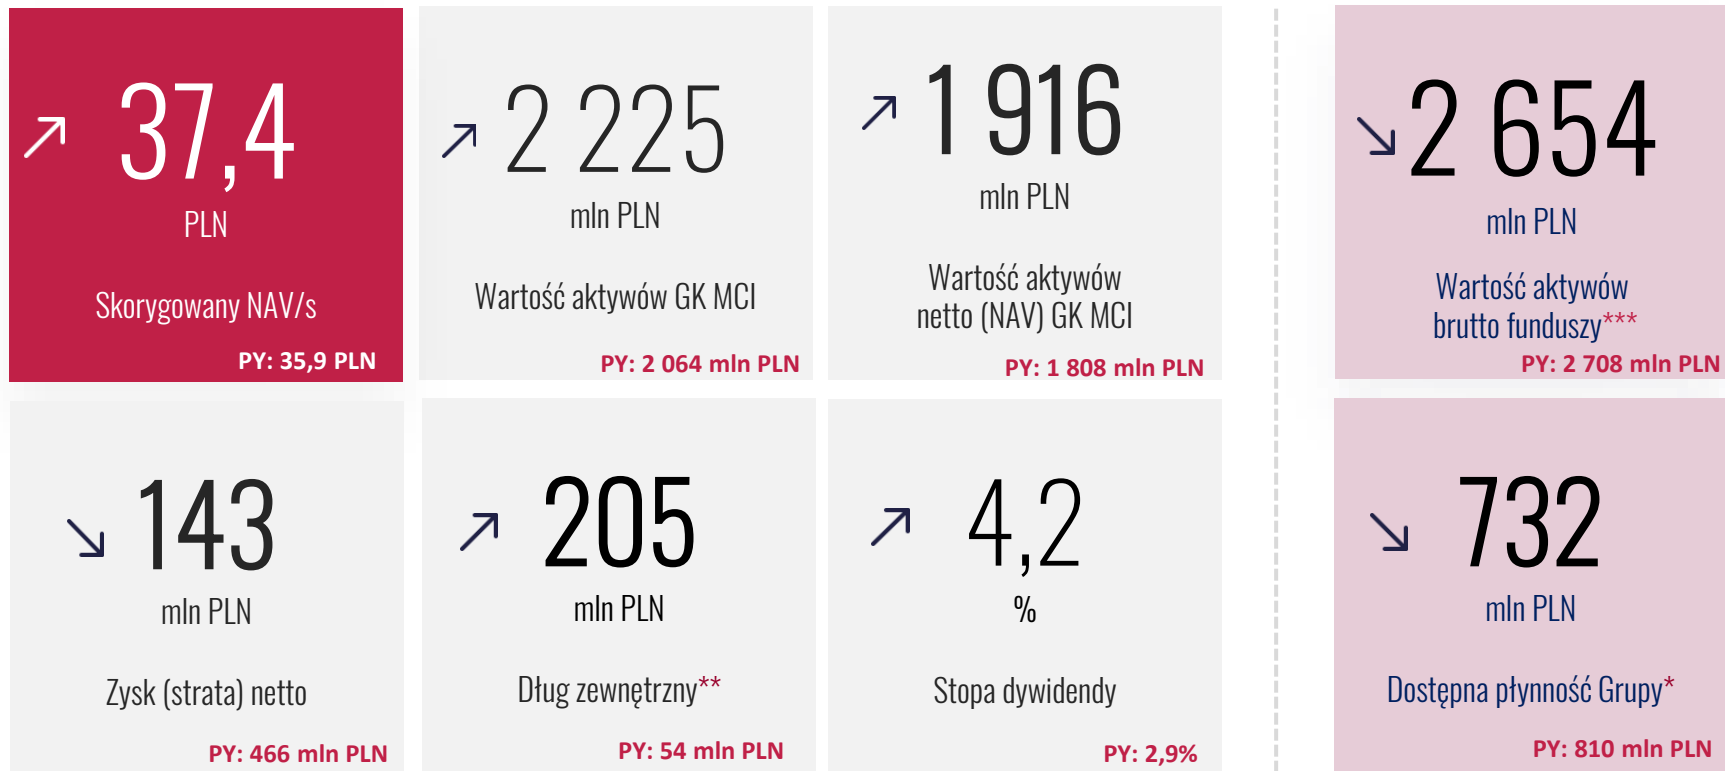 37,4
PLN
Skorygowany NAV/s
PY: 35,9 PLN
2 225
mln PLN
Wartość aktywów GK MCI
PY: 2 064 mln PLN
1 916
mln PLN
Wartość aktywów
netto (NAV) GK MCI
PY: 1 808 mln PLN
2 654
mln PLN
Wartość aktywów
brutto funduszy***
PY: 2 708 mln PLN
143
mln PLN
Zysk (strata) netto
PY: 466 mln PLN
205
mln PLN
Dług zewnętrzny**
PY: 54 mln PLN
4,2
%
Stopa dywidendy
PY: 2,9%
732
mln PLN
Dostępna płynność Grupy*
PY: 810 mln PLN